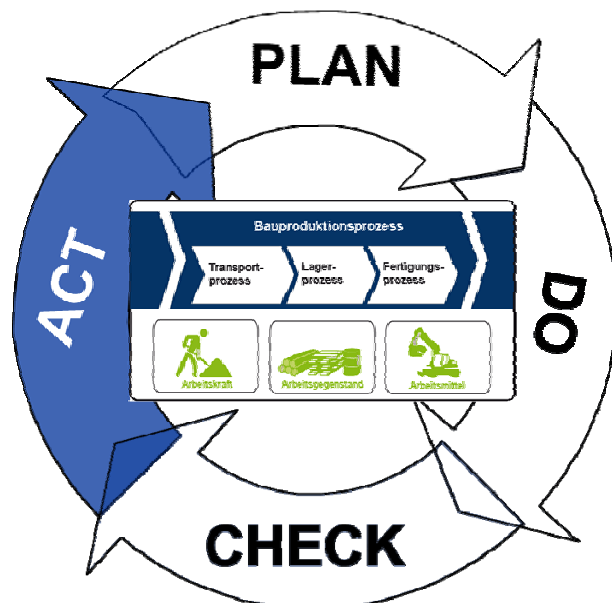 PLAN
Bauproduktionsprozess
Transport-
prozess
Lager-
prozess
Fertigungs-
prozess
ACT
DO
Arbeitskraft
Arbeitsgegenstand
Arbeitsmittel
CHECK